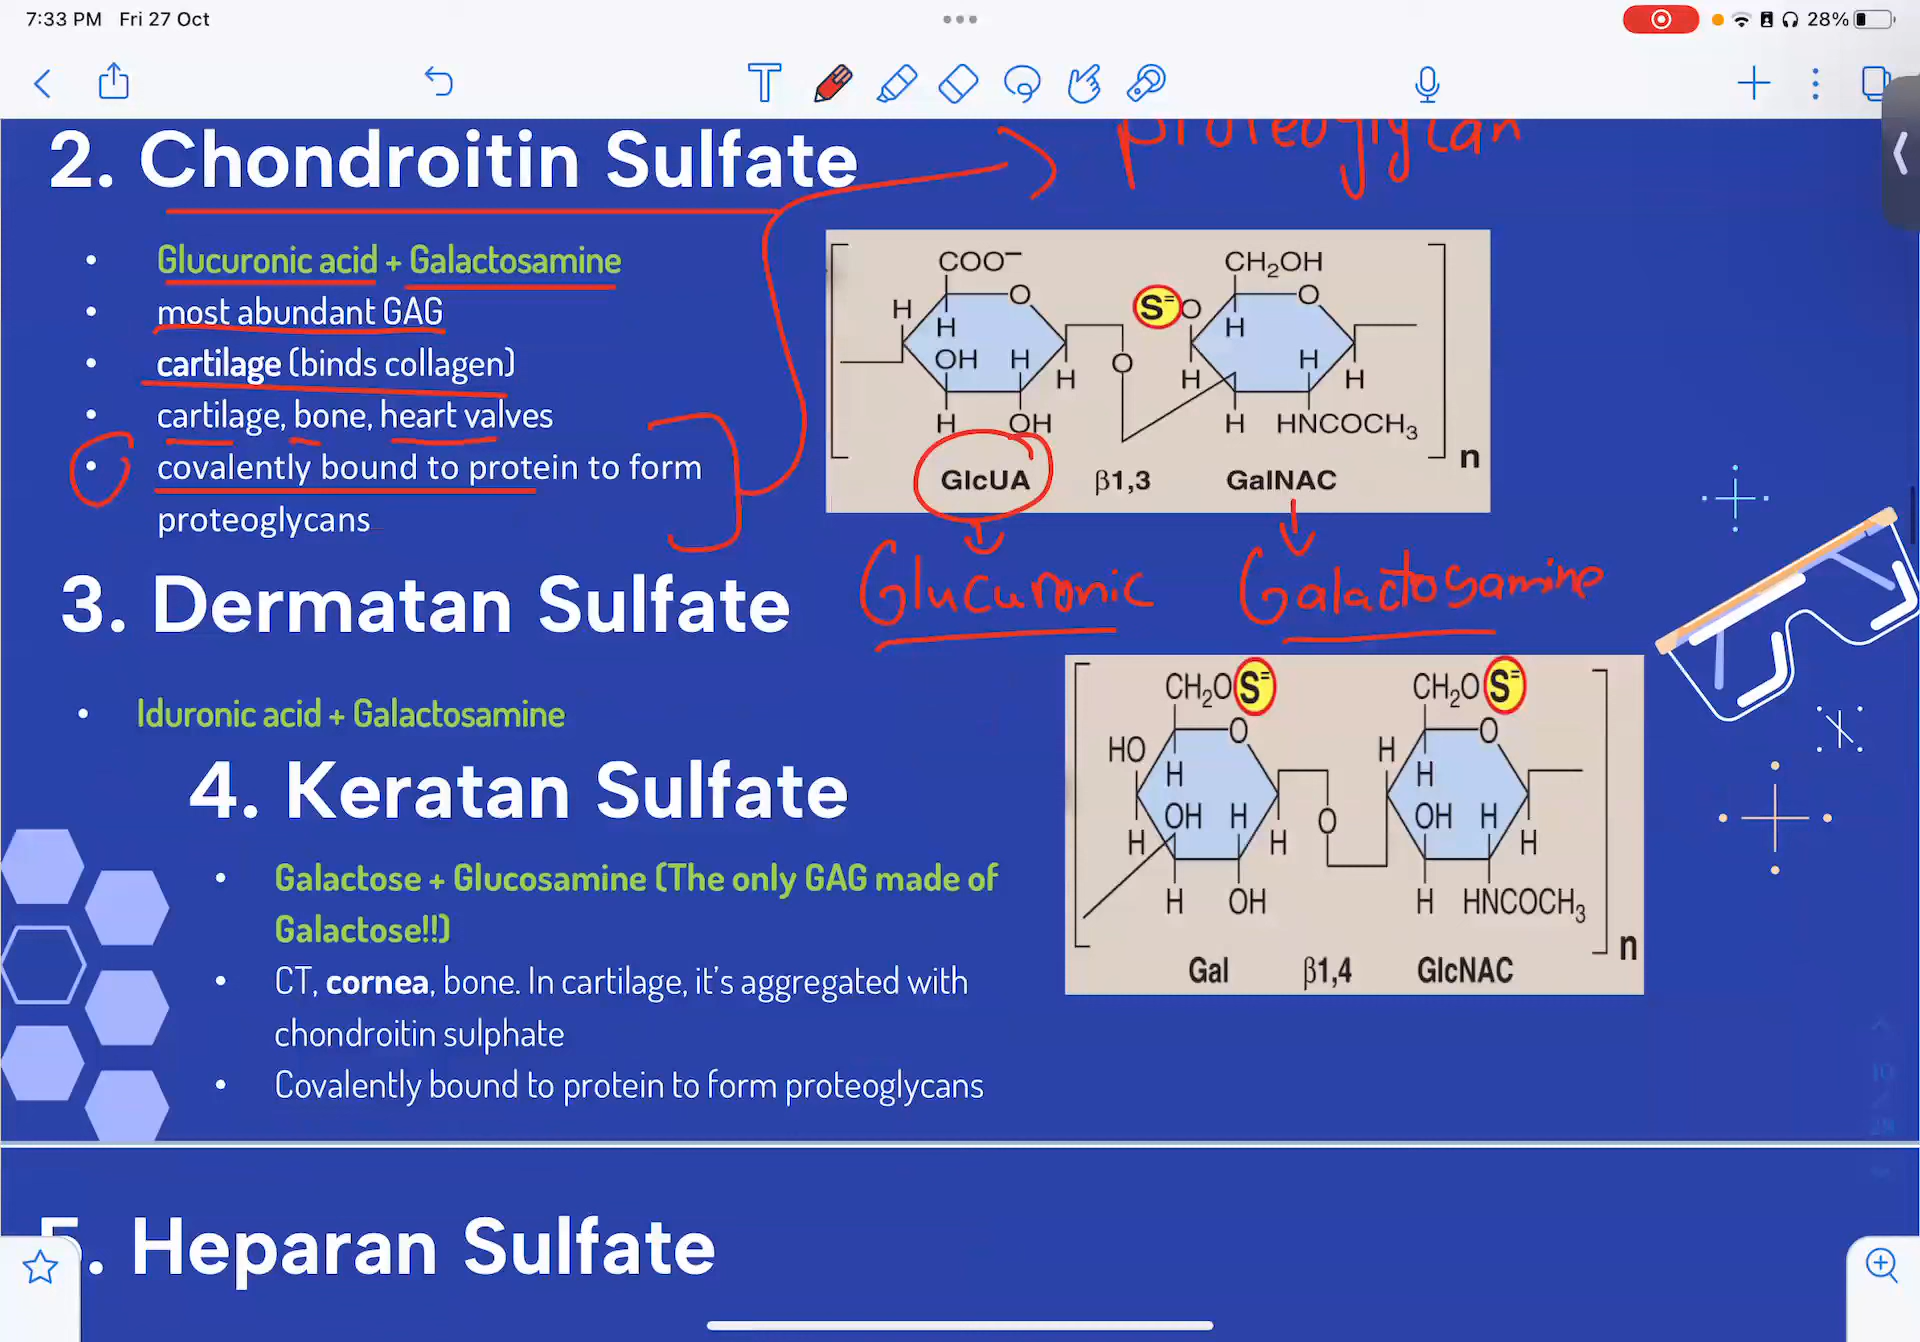 7:33 PM Fri 27 Oct
28%
T
proteoglycan
2. Chondroitin Sulfate
• Glucuronic acid + Galactosamine
• most abundant GAG
• cartilage (binds collagen)
• cartilage, bone, heart valves
• covalently bound to protein to form
proteoglycans
COO⁻
O
H
H
OH
H
H
H
OH
O
S⁼
O
CH₂OH
O
H
H
H
H
H
HNCOCH₃
n
GlcUA β1,3 GalNAC
Glucuronic Galactosamine
3. Dermatan Sulfate
• Iduronic acid + Galactosamine
4. Keratan Sulfate
• Galactose + Glucosamine (The only GAG made of
Galactose!!)
• CT, cornea, bone. In cartilage, it's aggregated with
chondroitin sulphate
• Covalently bound to protein to form proteoglycans
CH₂O S⁼
O
HO
H
OH
H
H
H
H
OH
O
CH₂O S⁼
O
H
H
OH
H
H
H
HNCOCH₃
n
Gal β1,4 GlcNAC
5. Heparan Sulfate